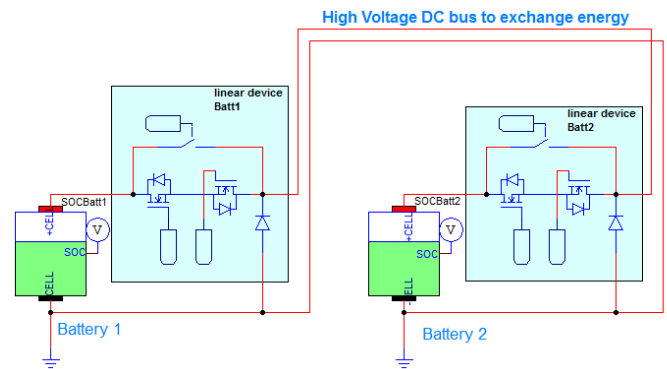 High Voltage DC bus to exchange energy
linear device
Batt1
linear device
Batt2
SOCBatt1
+CELL
V
SOC
CELL
SOCBatt2
+CELL
V
SOC
-CELL
Battery 1
Battery 2